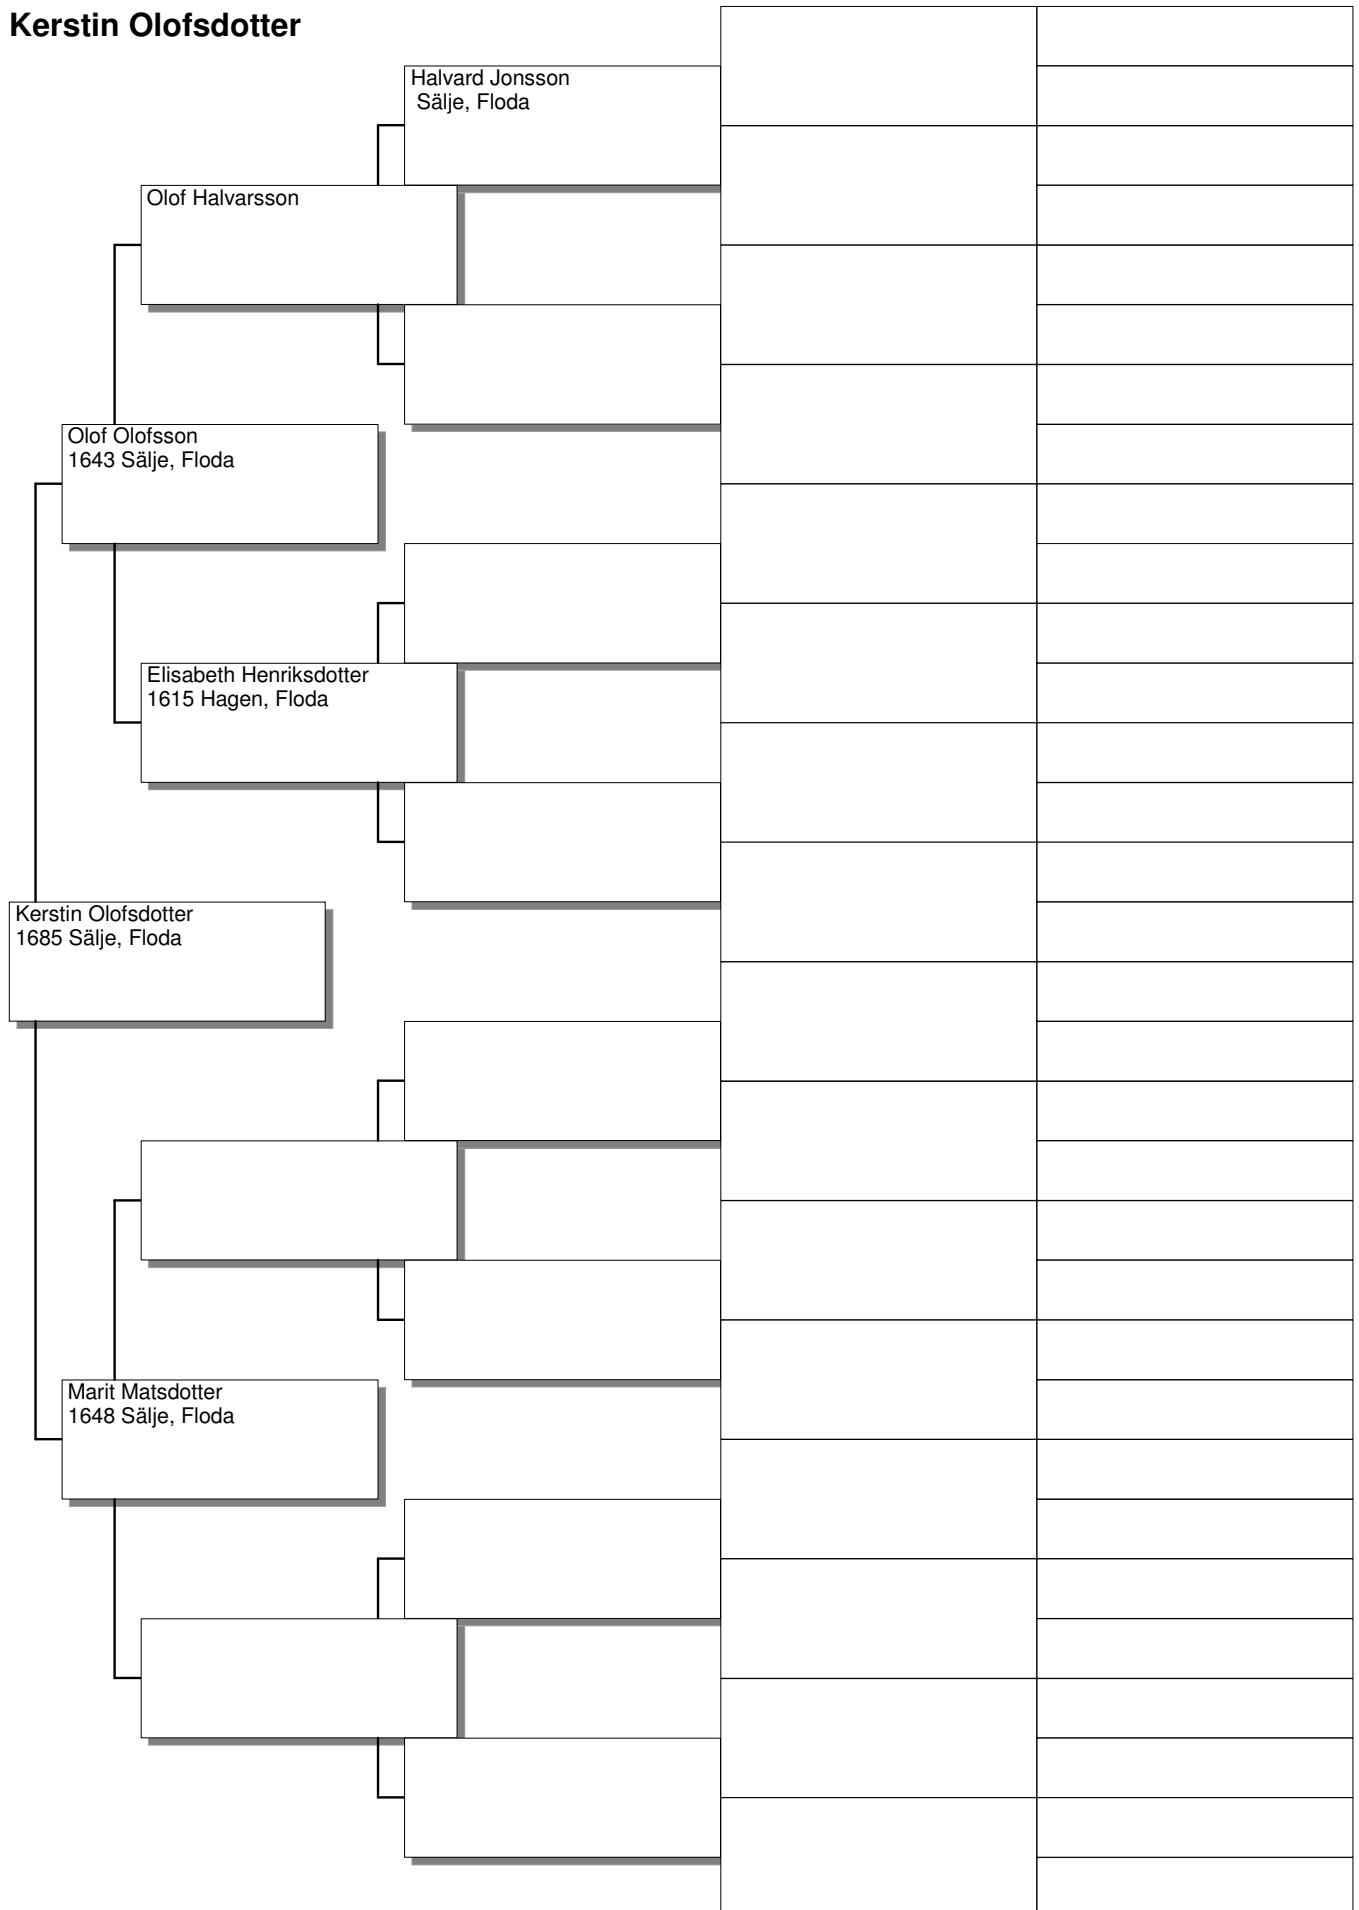 Kerstin Olofsdotter
Halvard Jonsson
Sälje, Floda
Olof Halvarsson
Olof Olofsson
1643 Sälje, Floda
Elisabeth Henriksdotter
1615 Hagen, Floda
Kerstin Olofsdotter
1685 Sälje, Floda
Marit Matsdotter
1648 Sälje, Floda